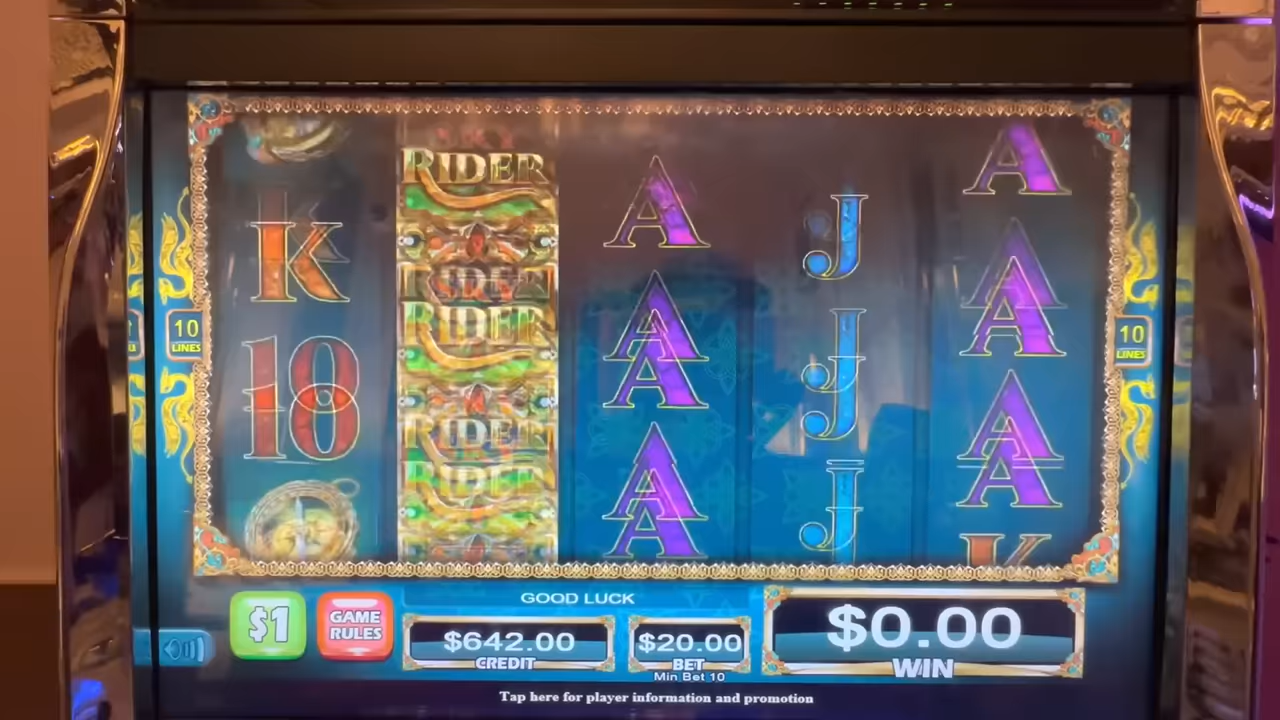 RIDER
A
A
K
J
RIDER
A
J
A
10
LINES
10
LINES
A
J
A
10
RIDER
A
J
A
10
RIDER
A
J
A
A
J
K
GOOD LUCK
$1
GAME
RULES
$642.00
CREDIT
$20.00
BET
Min Bet 10
$0.00
WIN
Tap here for player information and promotion